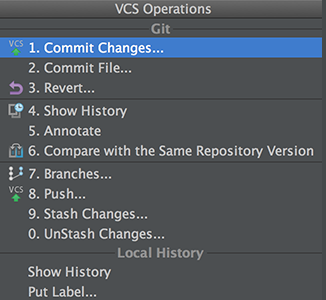 VCS Operations
Git
VCS 1. Commit Changes...
2. Commit File...
3. Revert...
4. Show History
5. Annotate
6. Compare with the Same Repository Version
7. Branches...
VCS 8. Push...
9. Stash Changes...
0. UnStash Changes...
Local History
Show History
Put Label...